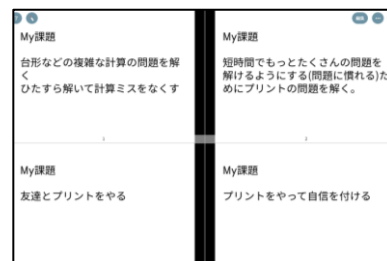 My課題
台形などの複雑な計算の問題を解
く
ひたすら解いて計算ミスをなくす
My課題
短時間でもっとたくさんの問題を
解けるようにする(問題に慣れる)た
めにプリントの問題を解く。
My課題
友達とプリントをやる
My課題
プリントをやって自信を付ける